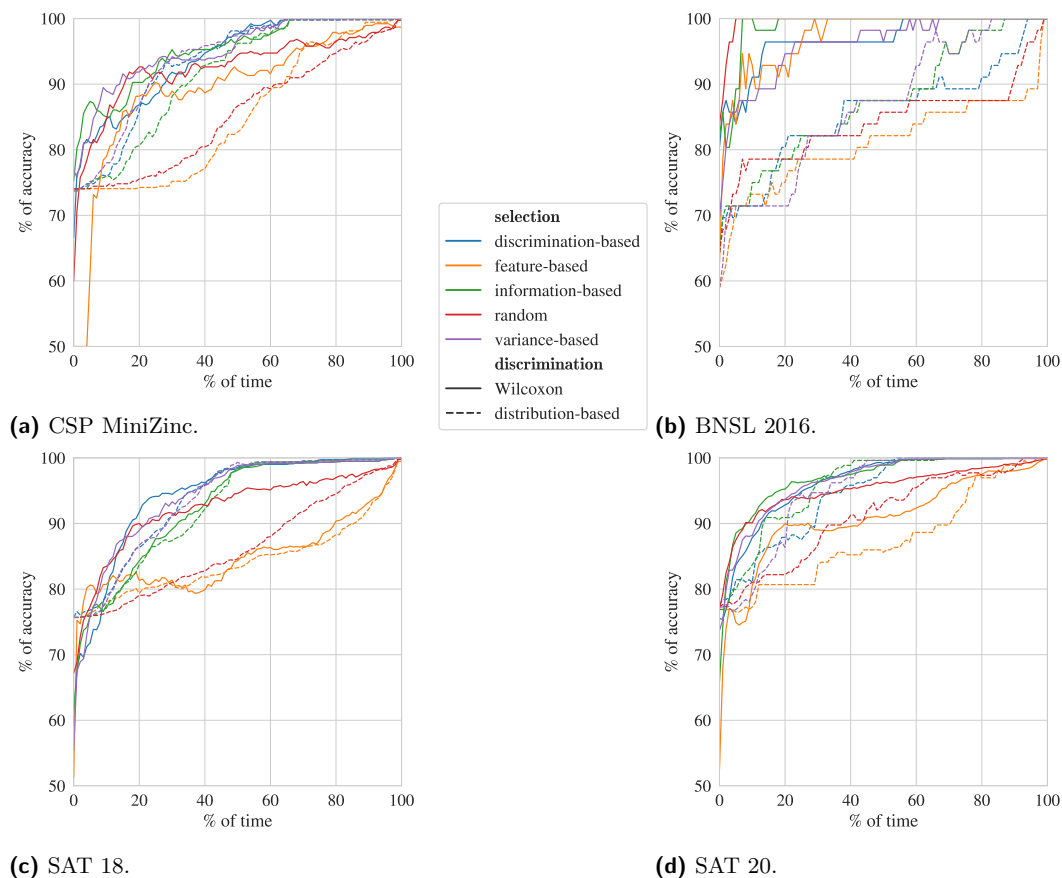 100
90
80
70
60
50
% of accuracy
0 20 40 60 80 100
% of time
(a) CSP MiniZinc.
selection
discrimination-based
feature-based
information-based
random
variance-based
discrimination
Wilcoxon
distribution-based
100
90
80
70
60
50
% of accuracy
0 20 40 60 80 100
% of time
(b) BNSL 2016.
100
90
80
70
60
50
% of accuracy
0 20 40 60 80 100
% of time
(c) SAT 18.
100
90
80
70
60
50
% of accuracy
0 20 40 60 80 100
% of time
(d) SAT 20.